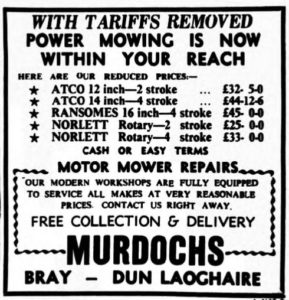 WITH TARIFFS REMOVED
POWER MOWING IS NOW
WITHIN YOUR REACH
HERE ARE OUR REDUCED PRICES:—
★ ATCO 12 inch—2 stroke ... £32- 5-0
★ ATCO 14 inch—4 stroke ... £44-12-6
★ RANSOMES 16 inch—4 stroke £45- 0-0
★ NORLETT Rotary—2 stroke £25- 0-0
★ NORLETT Rotary—4 stroke £33- 0-0
CASH OR EASY TERMS
MOTOR MOWER REPAIRS
OUR MODERN WORKSHOPS ARE FULLY EQUIPPED
TO SERVICE ALL MAKES AT VERY REASONABLE
PRICES. CONTACT US RIGHT AWAY.
FREE COLLECTION & DELIVERY
MURDOCHS
BRAY — DUN LAOGHAIRE